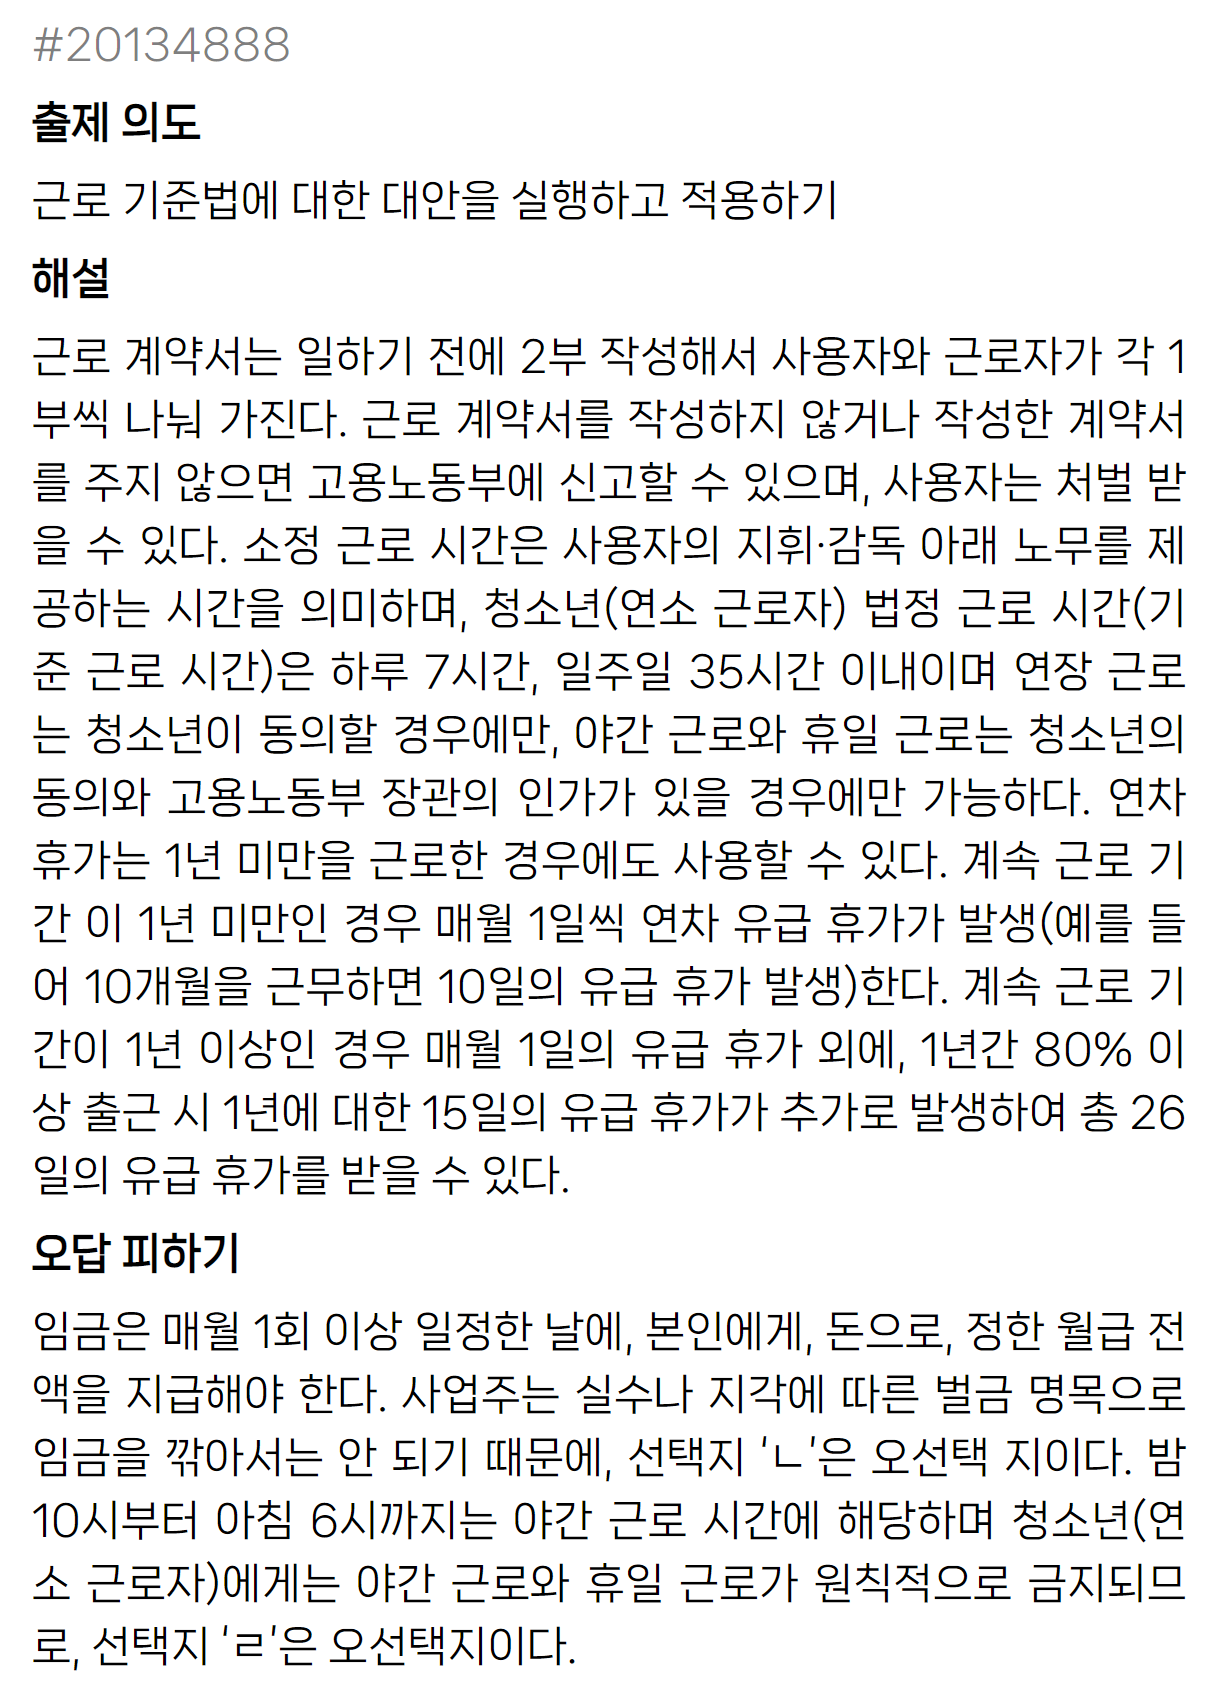 #20134888
출제 의도
근로 기준법에 대한 대안을 실행하고 적용하기
해설
근로 계약서는 일하기 전에 2부 작성해서 사용자와 근로자가 각 1
부씩 나눠 가진다. 근로 계약서를 작성하지 않거나 작성한 계약서
를 주지 않으면 고용노동부에 신고할 수 있으며, 사용자는 처벌 받
을 수 있다. 소정 근로 시간은 사용자의 지휘·감독 아래 노무를 제
공하는 시간을 의미하며, 청소년(연소 근로자) 법정 근로 시간(기
준 근로 시간)은 하루 7시간, 일주일 35시간 이내이며 연장 근로
는 청소년이 동의할 경우에만, 야간 근로와 휴일 근로는 청소년의
동의와 고용노동부 장관의 인가가 있을 경우에만 가능하다. 연차
휴가는 1년 미만을 근로한 경우에도 사용할 수 있다. 계속 근로 기
간 이 1년 미만인 경우 매월 1일씩 연차 유급 휴가가 발생(예를 들
어 10개월을 근무하면 10일의 유급 휴가 발생)한다. 계속 근로 기
간이 1년 이상인 경우 매월 1일의 유급 휴가 외에, 1년간 80% 이
상 출근 시 1년에 대한 15일의 유급 휴가가 추가로 발생하여 총 26
일의 유급 휴가를 받을 수 있다.
오답 피하기
임금은 매월 1회 이상 일정한 날에, 본인에게, 돈으로, 정한 월급 전
액을 지급해야 한다. 사업주는 실수나 지각에 따른 벌금 명목으로
임금을 깎아서는 안 되기 때문에, 선택지 ‘ㄴ’은 오선택 지이다. 밤
10시부터 아침 6시까지는 야간 근로 시간에 해당하며 청소년(연
소 근로자)에게는 야간 근로와 휴일 근로가 원칙적으로 금지되므
로, 선택지 ‘ㄹ’은 오선택지이다.